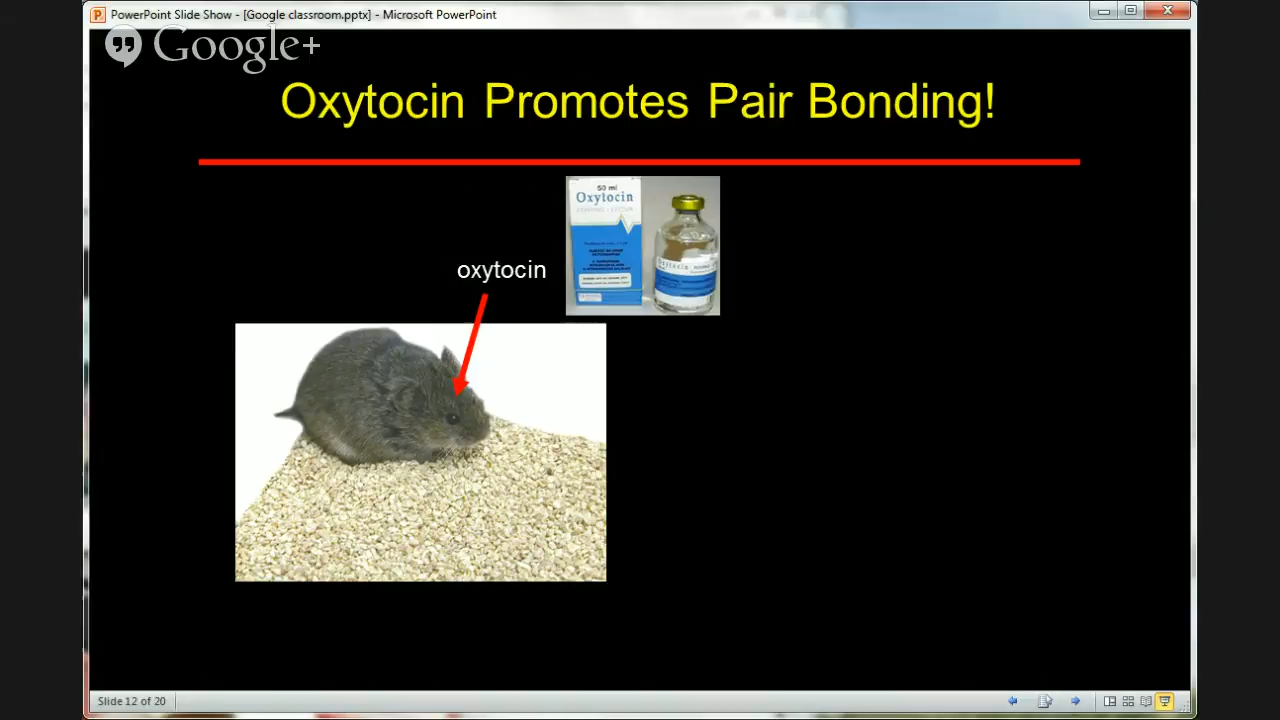 PowerPoint Slide Show - [Google classroom.pptx] - Microsoft PowerPoint
Google+
Oxytocin Promotes Pair Bonding!
50 ml
Oxytocin
oxytocin
Slide 12 of 20